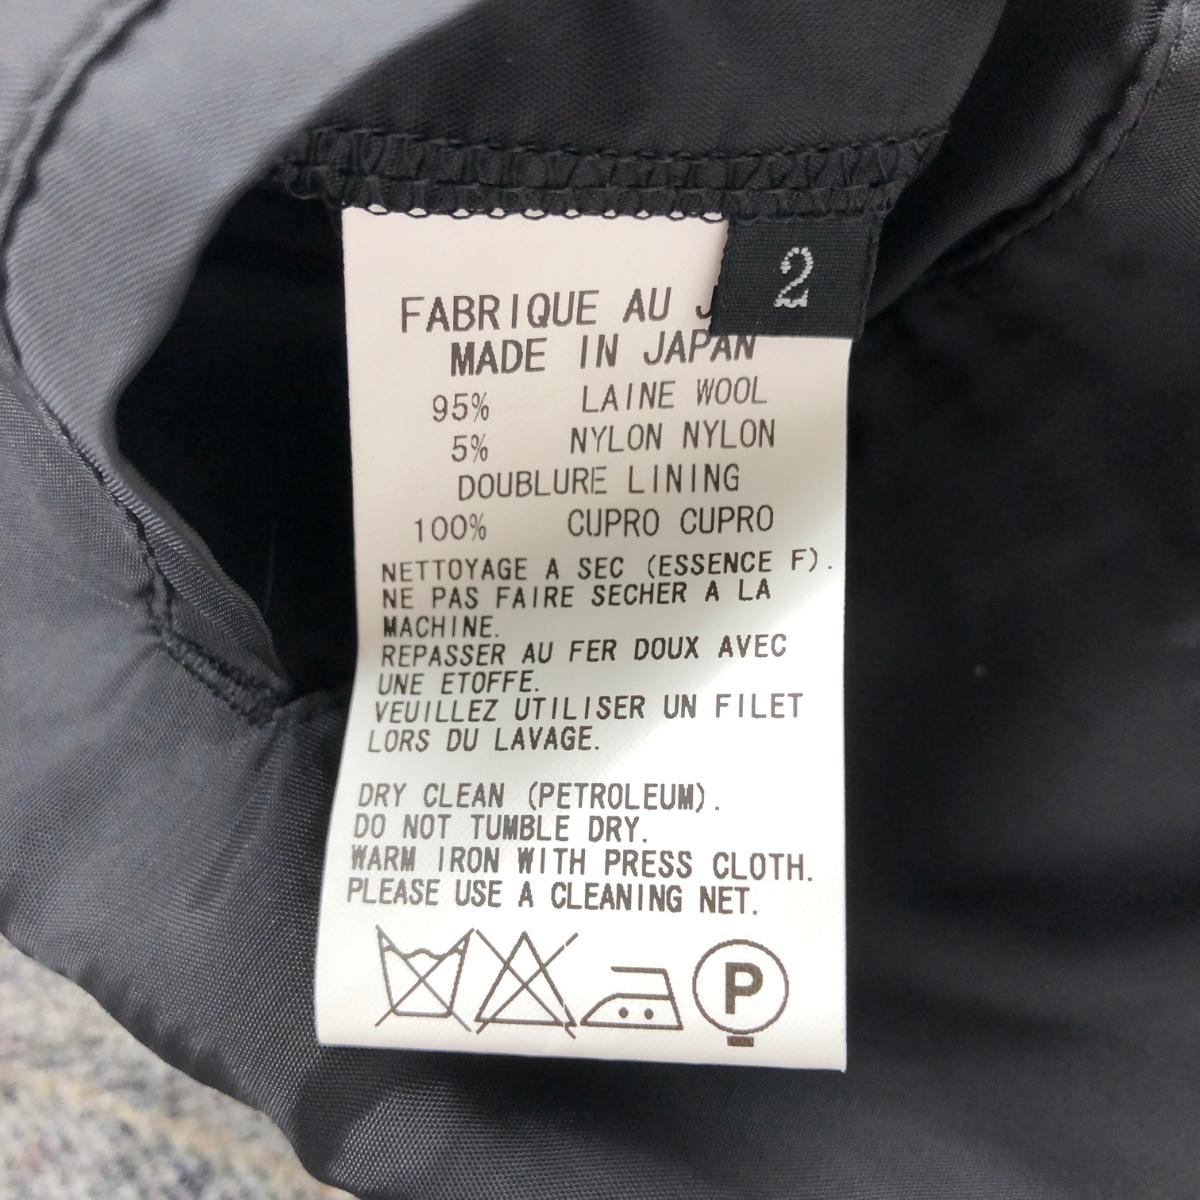 2
FABRIQUE AU J
MADE IN JAPAN
95% LAINE WOOL
5% NYLON NYLON
DOUBLURE LINING
100% CUPRO CUPRO
NETTOYAGE A SEC (ESSENCE F).
NE PAS FAIRE SECHER A LA
MACHINE.
REPASSER AU FER DOUX AVEC
UNE ETOFFE.
VEUILLEZ UTILISER UN FILET
LORS DU LAVAGE.
DRY CLEAN (PETROLEUM).
DO NOT TUMBLE DRY.
WARM IRON WITH PRESS CLOTH.
PLEASE USE A CLEANING NET.
P